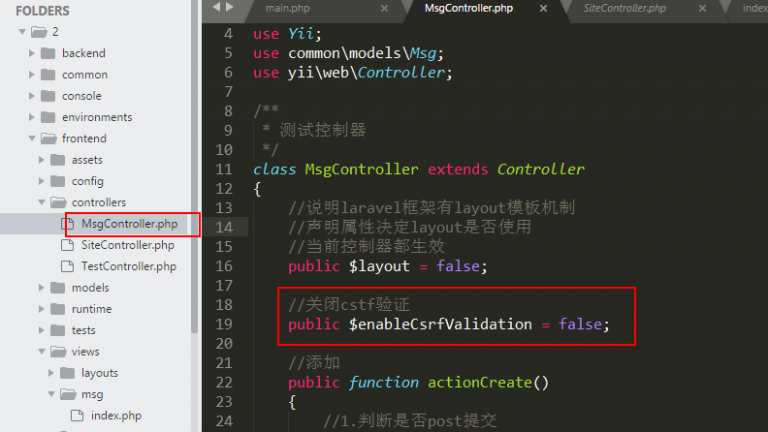 FOLDERS
2
backend
common
console
environments
frontend
assets
config
controllers
MsgController.php
SiteController.php
TestController.php
models
runtime
tests
views
layouts
msg
index.php
main.php
MsgController.php
SiteController.php
index
4 use Yii;
5 use common\models\Msg;
6 use yii\web\Controller;
7
8 /**
9 * 测试控制器
10 */
11 class MsgController extends Controller
12 {
13 //说明laravel框架有layout模板机制
14 //声明属性决定layout是否使用
15 //当前控制器都生效
16 public $layout = false;
17
18 //关闭cstf验证
19 public $enableCsrfValidation = false;
20
21 //添加
22 public function actionCreate()
23 {
24 //1.判断是否post提交